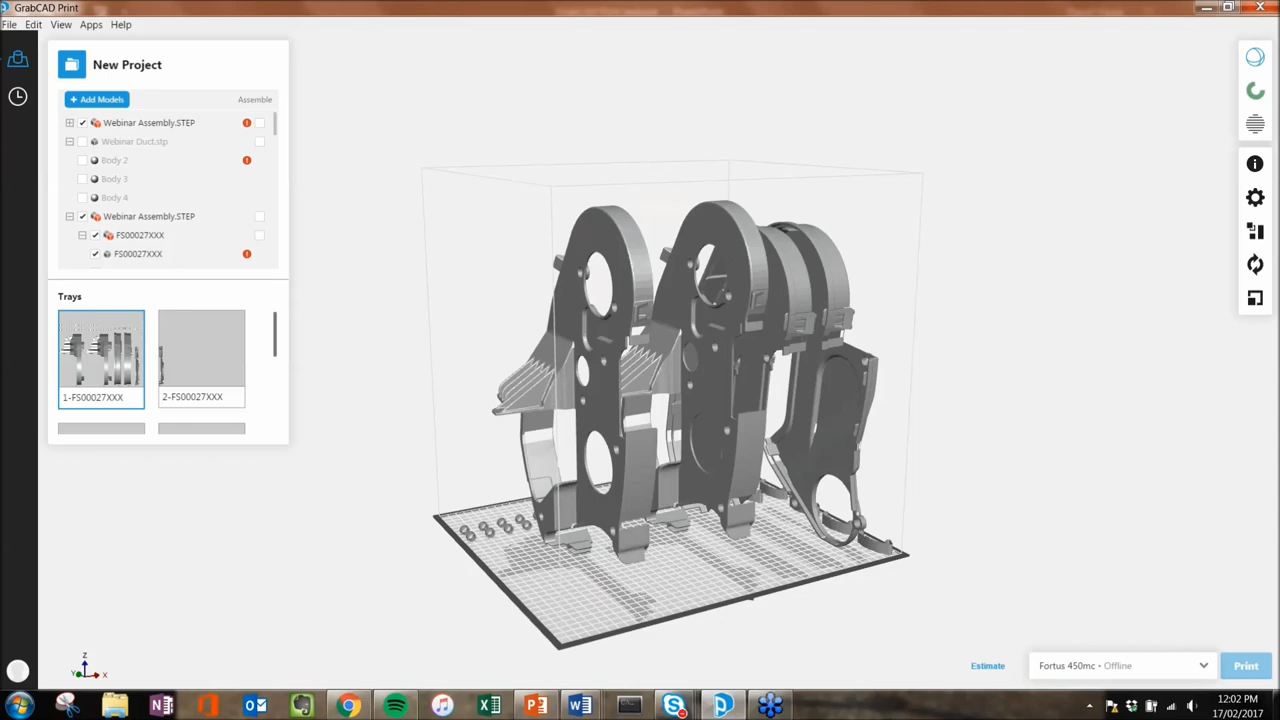 GrabCAD Print
File Edit View Apps Help
New Project
+ Add Models Assemble
Webinar Assembly.STEP
Webinar Duct.stp
Body 2
Body 3
Body 4
Webinar Assembly.STEP
FS00027XXX
FS00027XXX
Trays
1-FS00027XXX 2-FS00027XXX
Z
Y X
Estimate Fortus 450mc • Offline Print
12:02 PM
17/02/2017